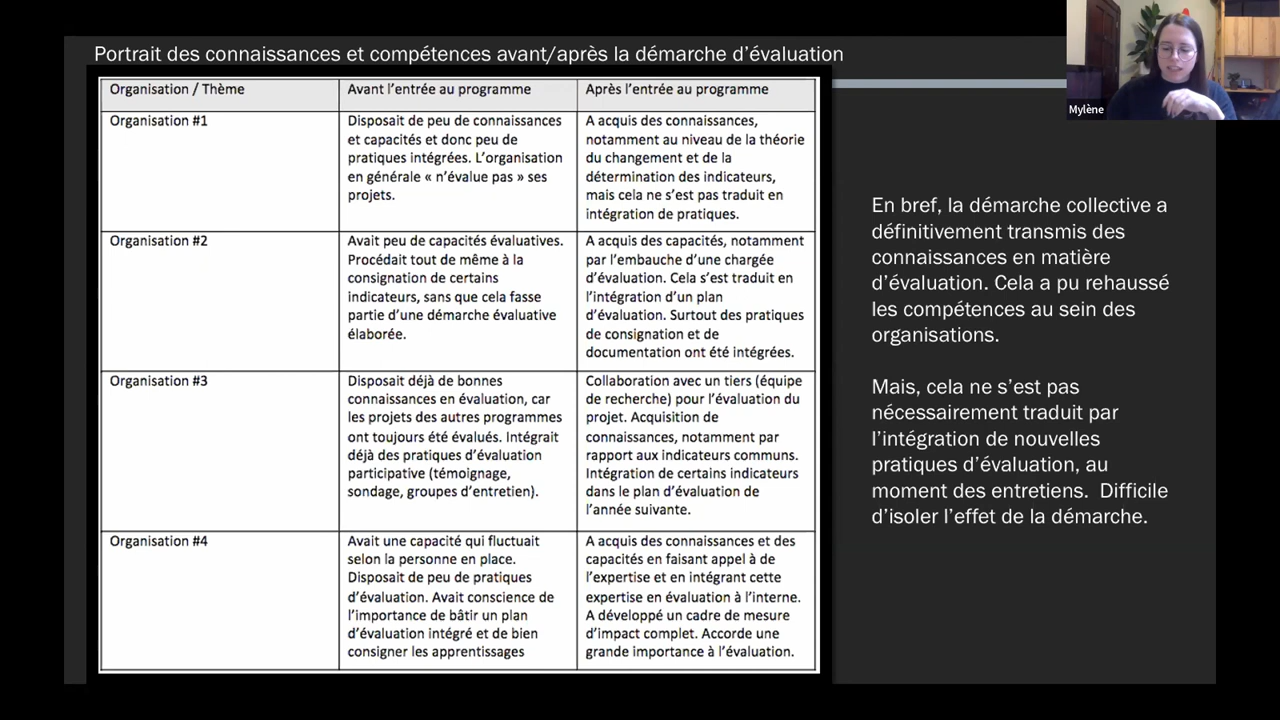 Portrait des connaissances et compétences avant/après la démarche d'évaluation
Mylène
Organisation / Thème
Avant l'entrée au programme
Après l'entrée au programme
Organisation #1
Disposait de peu de connaissances
et capacités et donc peu de
pratiques intégrées. L'organisation
en générale « n'évalue pas » ses
projets.
A acquis des connaissances,
notamment au niveau de la théorie
du changement et de la
détermination des indicateurs,
mais cela ne s'est pas traduit en
intégration de pratiques.
Organisation #2
Avait peu de capacités évaluatives.
Procédait tout de même à la
consignation de certains
indicateurs, sans que cela fasse
partie d'une démarche évaluative
élaborée.
A acquis des capacités, notamment
par l'embauche d'une chargée
d'évaluation. Cela s'est traduit en
l'intégration d'un plan
d'évaluation. Surtout des pratiques
de consignation et de
documentation ont été intégrées.
Organisation #3
Disposait déjà de bonnes
connaissances en évaluation, car
les projets des autres programmes
ont toujours été évalués. Intégrait
déjà des pratiques d'évaluation
participative (témoignage,
sondage, groupes d'entretien).
Collaboration avec un tiers (équipe
de recherche) pour l'évaluation du
projet. Acquisition de
connaissances, notamment par
rapport aux indicateurs communs.
Intégration de certains indicateurs
dans le plan d'évaluation de
l'année suivante.
Organisation #4
Avait une capacité qui fluctuait
selon la personne en place.
Disposait de peu de pratiques
d'évaluation. Avait conscience de
l'importance de bâtir un plan
d'évaluation intégré et de bien
consigner les apprentissages
A acquis des connaissances et des
capacités en faisant appel à de
l'expertise et en intégrant cette
expertise en évaluation à l'interne.
A développé un cadre de mesure
d'impact complet. Accorde une
grande importance à l'évaluation.
En bref, la démarche collective a
définitivement transmis des
connaissances en matière
d'évaluation. Cela a pu rehaussé
les compétences au sein des
organisations.
Mais, cela ne s'est pas
nécessairement traduit par
l'intégration de nouvelles
pratiques d'évaluation, au
moment des entretiens. Difficile
d'isoler l'effet de la démarche.